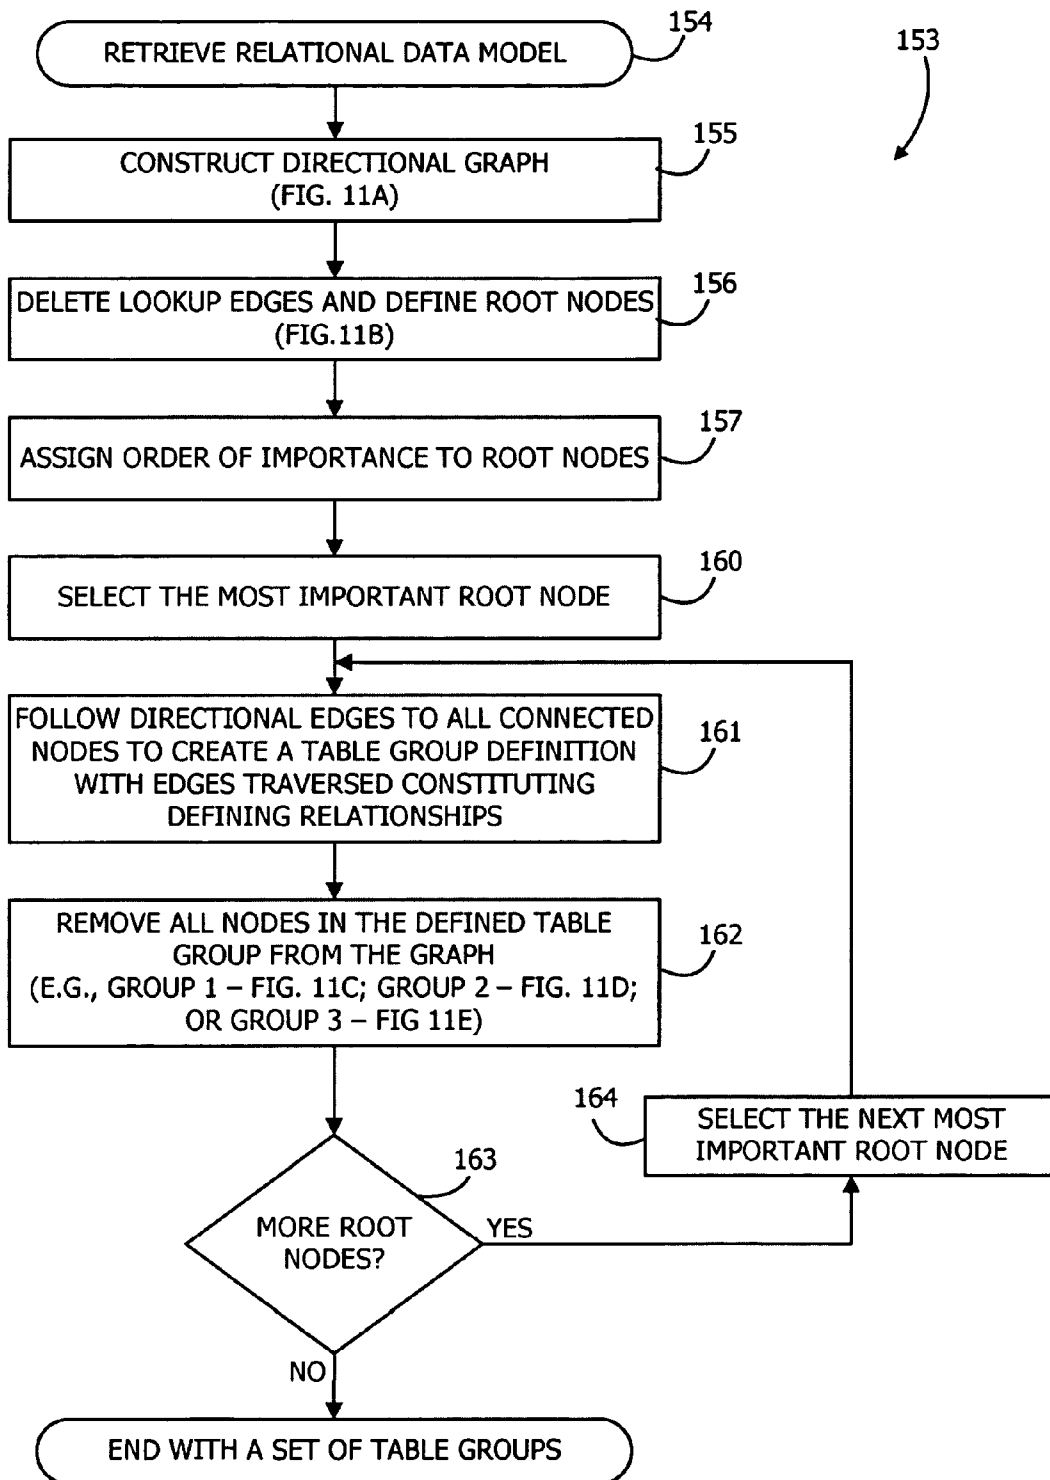 RETRIEVE RELATIONAL DATA MODEL
154
153
CONSTRUCT DIRECTIONAL GRAPH
(FIG. 11A)
155
DELETE LOOKUP EDGES AND DEFINE ROOT NODES
(FIG.11B)
156
ASSIGN ORDER OF IMPORTANCE TO ROOT NODES
157
SELECT THE MOST IMPORTANT ROOT NODE
160
FOLLOW DIRECTIONAL EDGES TO ALL CONNECTED
NODES TO CREATE A TABLE GROUP DEFINITION
WITH EDGES TRAVERSED CONSTITUTING
DEFINING RELATIONSHIPS
161
REMOVE ALL NODES IN THE DEFINED TABLE
GROUP FROM THE GRAPH
(E.G., GROUP 1 – FIG. 11C; GROUP 2 – FIG. 11D;
OR GROUP 3 – FIG 11E)
162
164
SELECT THE NEXT MOST
IMPORTANT ROOT NODE
163
MORE ROOT
NODES?
YES
NO
END WITH A SET OF TABLE GROUPS